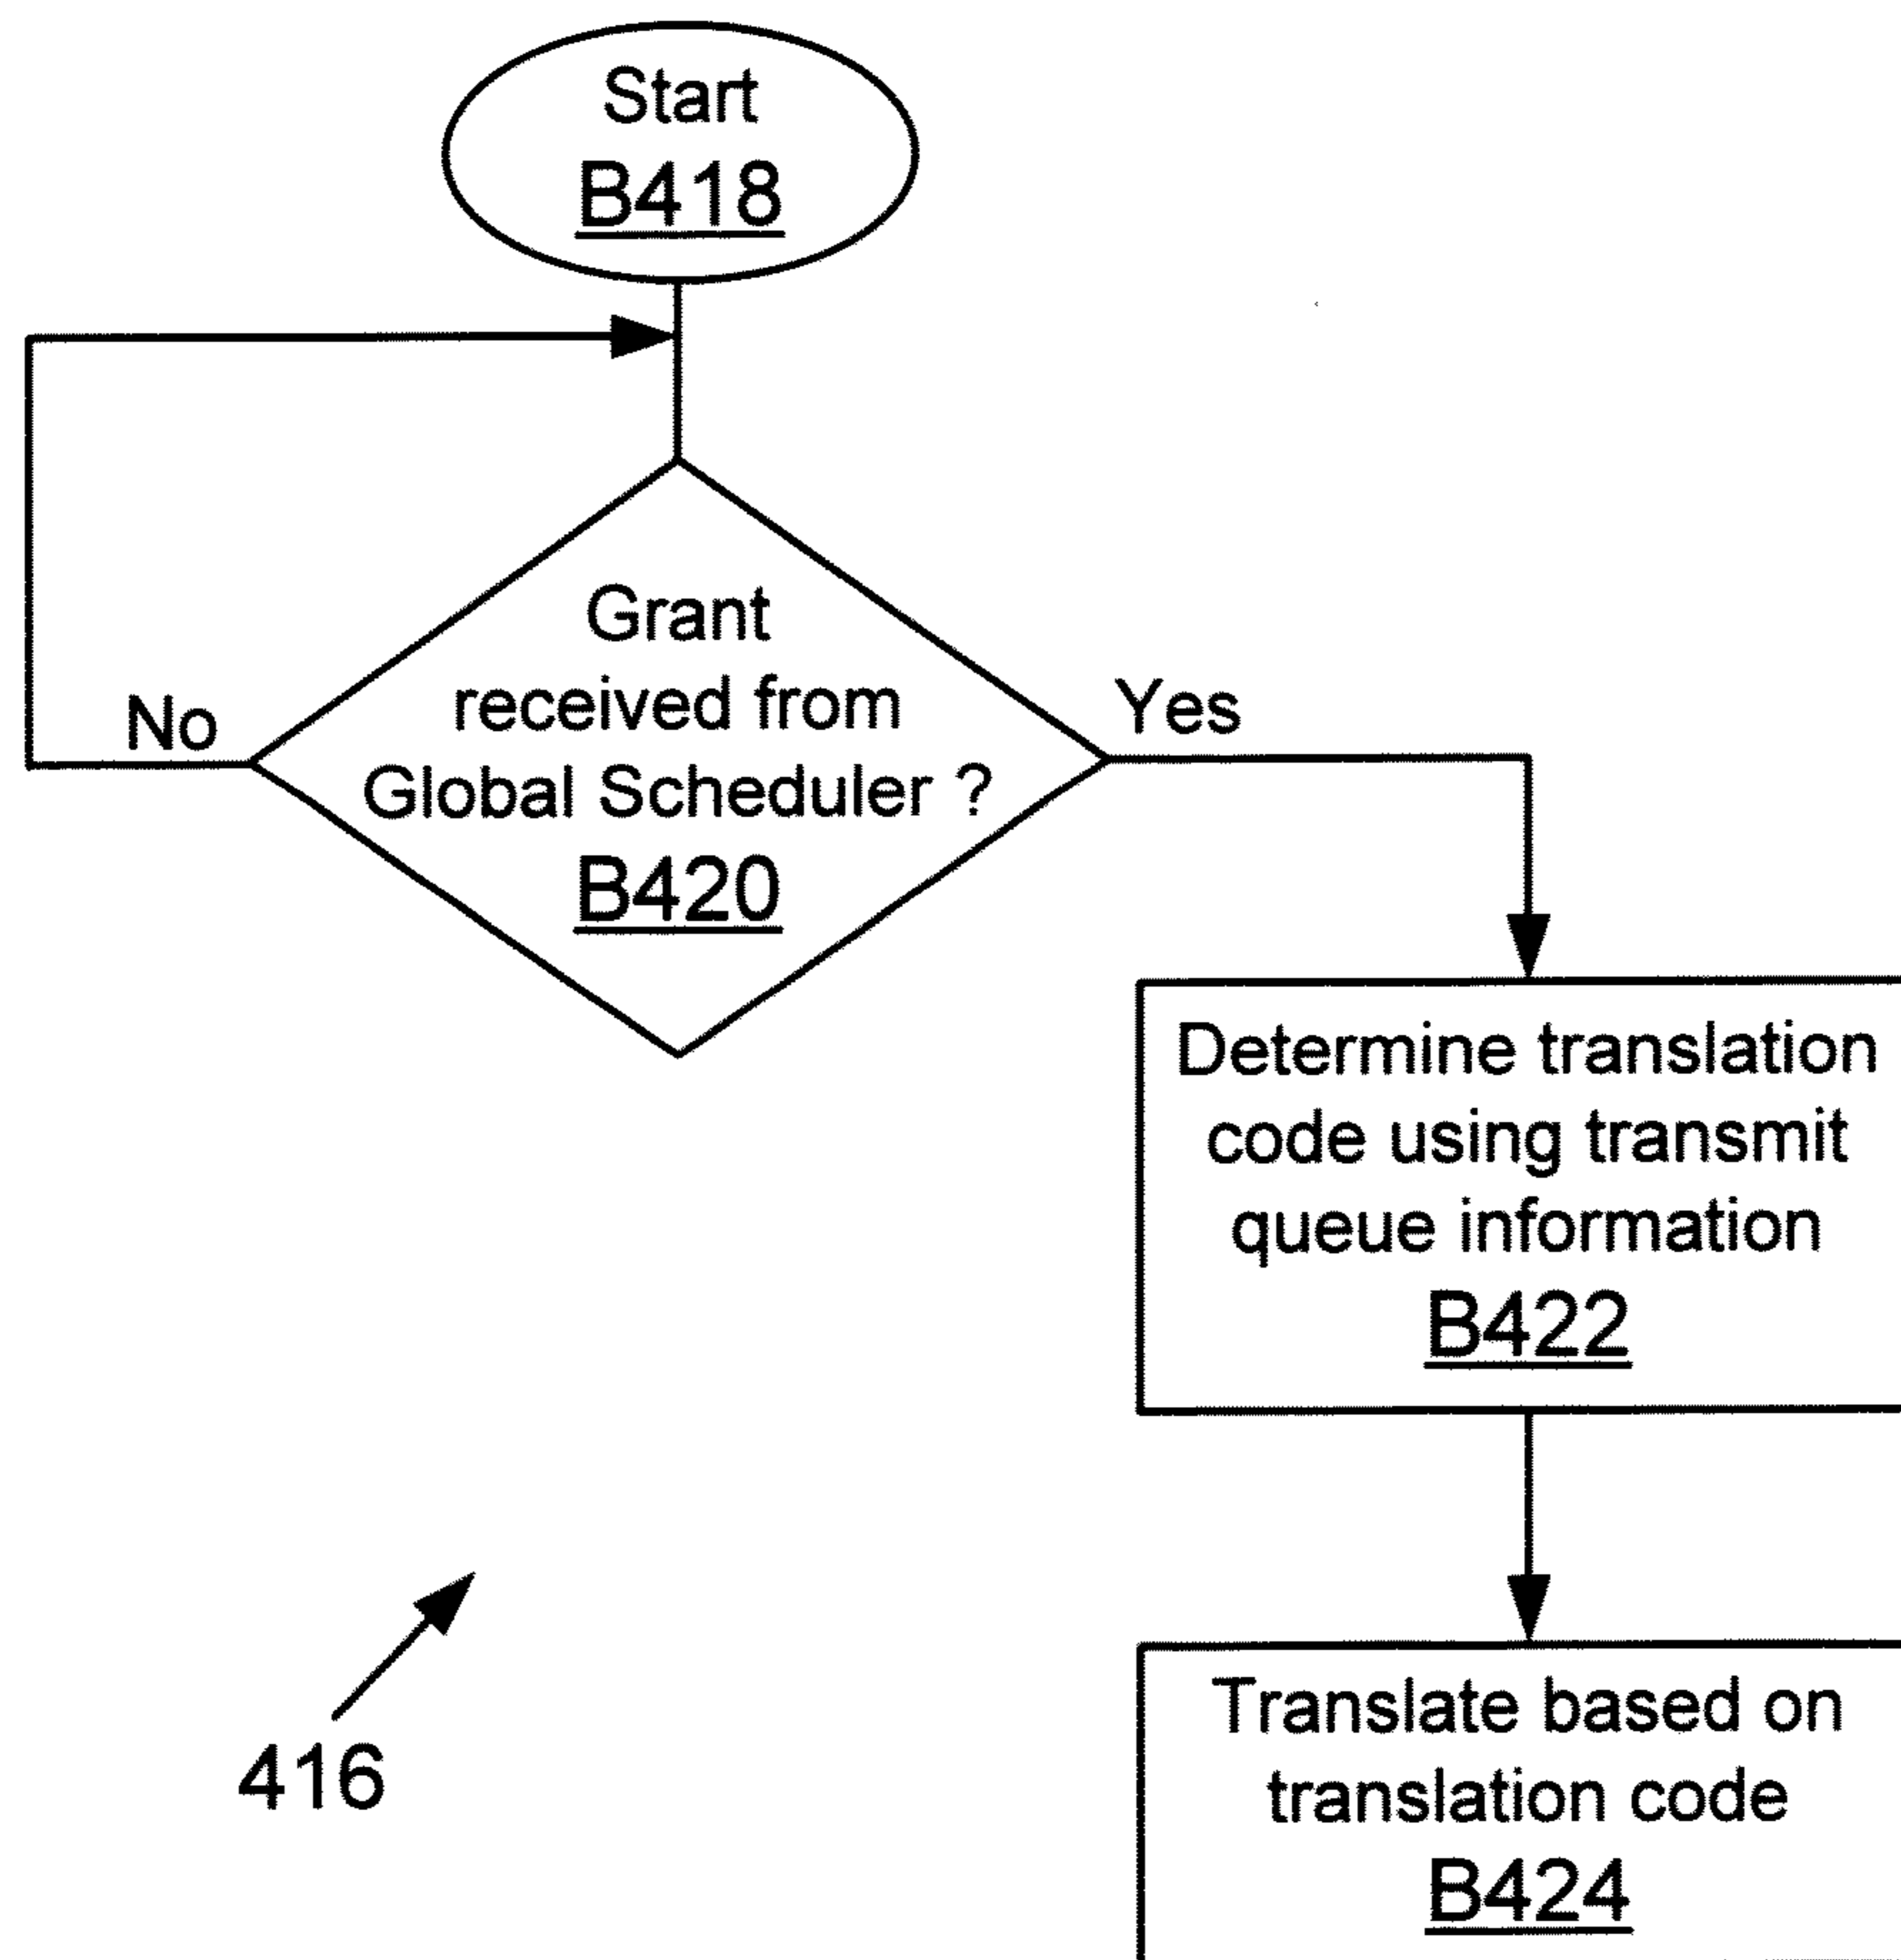 Start
B418
Grant
received from
Global Scheduler ?
B420
No
Yes
Determine translation
code using transmit
queue information
B422
Translate based on
translation code
B424
416